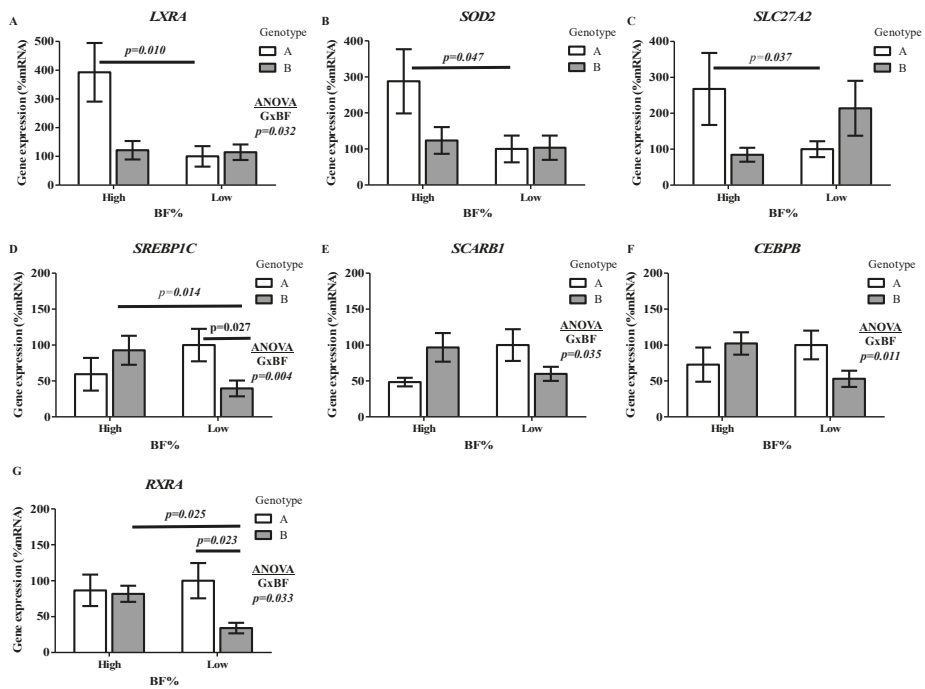 A
LXRA
Genotype
A
B
Gene expression (%mRNA)
500
400
300
200
100
0
p=0.010
ANOVA
GxBF
p=0.032
High
Low
BF%
B
SOD2
Genotype
A
B
Gene expression (%mRNA)
400
300
200
100
0
p=0.047
High
Low
BF%
C
SLC27A2
Genotype
A
B
Gene expression (%mRNA)
400
300
200
100
0
p=0.037
High
Low
BF%
D
SREBP1C
Genotype
A
B
Gene expression (%mRNA)
200
150
100
50
0
p=0.014
p=0.027
ANOVA
GxBF
p=0.004
High
Low
BF%
E
SCARB1
Genotype
A
B
Gene expression (%mRNA)
200
150
100
50
0
ANOVA
GxBF
p=0.035
High
Low
BF%
F
CEBPB
Genotype
A
B
Gene expression (%mRNA)
200
150
100
50
0
ANOVA
GxBF
p=0.011
High
Low
BF%
G
RXRA
Genotype
A
B
Gene expression (%mRNA)
200
150
100
50
0
p=0.025
p=0.023
ANOVA
GxBF
p=0.033
High
Low
BF%